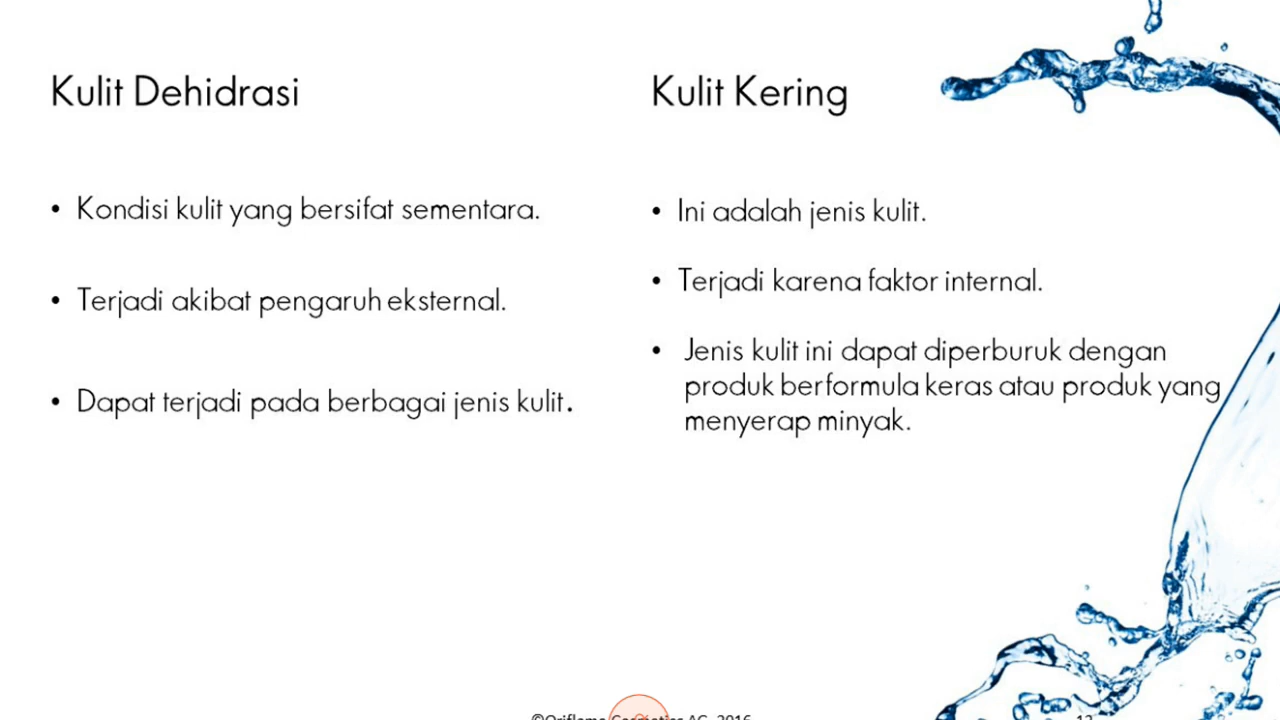 Kulit Dehidrasi
• Kondisi kulit yang bersifat sementara.
• Terjadi akibat pengaruh eksternal.
• Dapat terjadi pada berbagai jenis kulit.
Kulit Kering
• Ini adalah jenis kulit.
• Terjadi karena faktor internal.
• Jenis kulit ini dapat diperburuk dengan
produk berformula keras atau produk yang
menyerap minyak.
©Oriflame Cosmetics AG, 2016
12